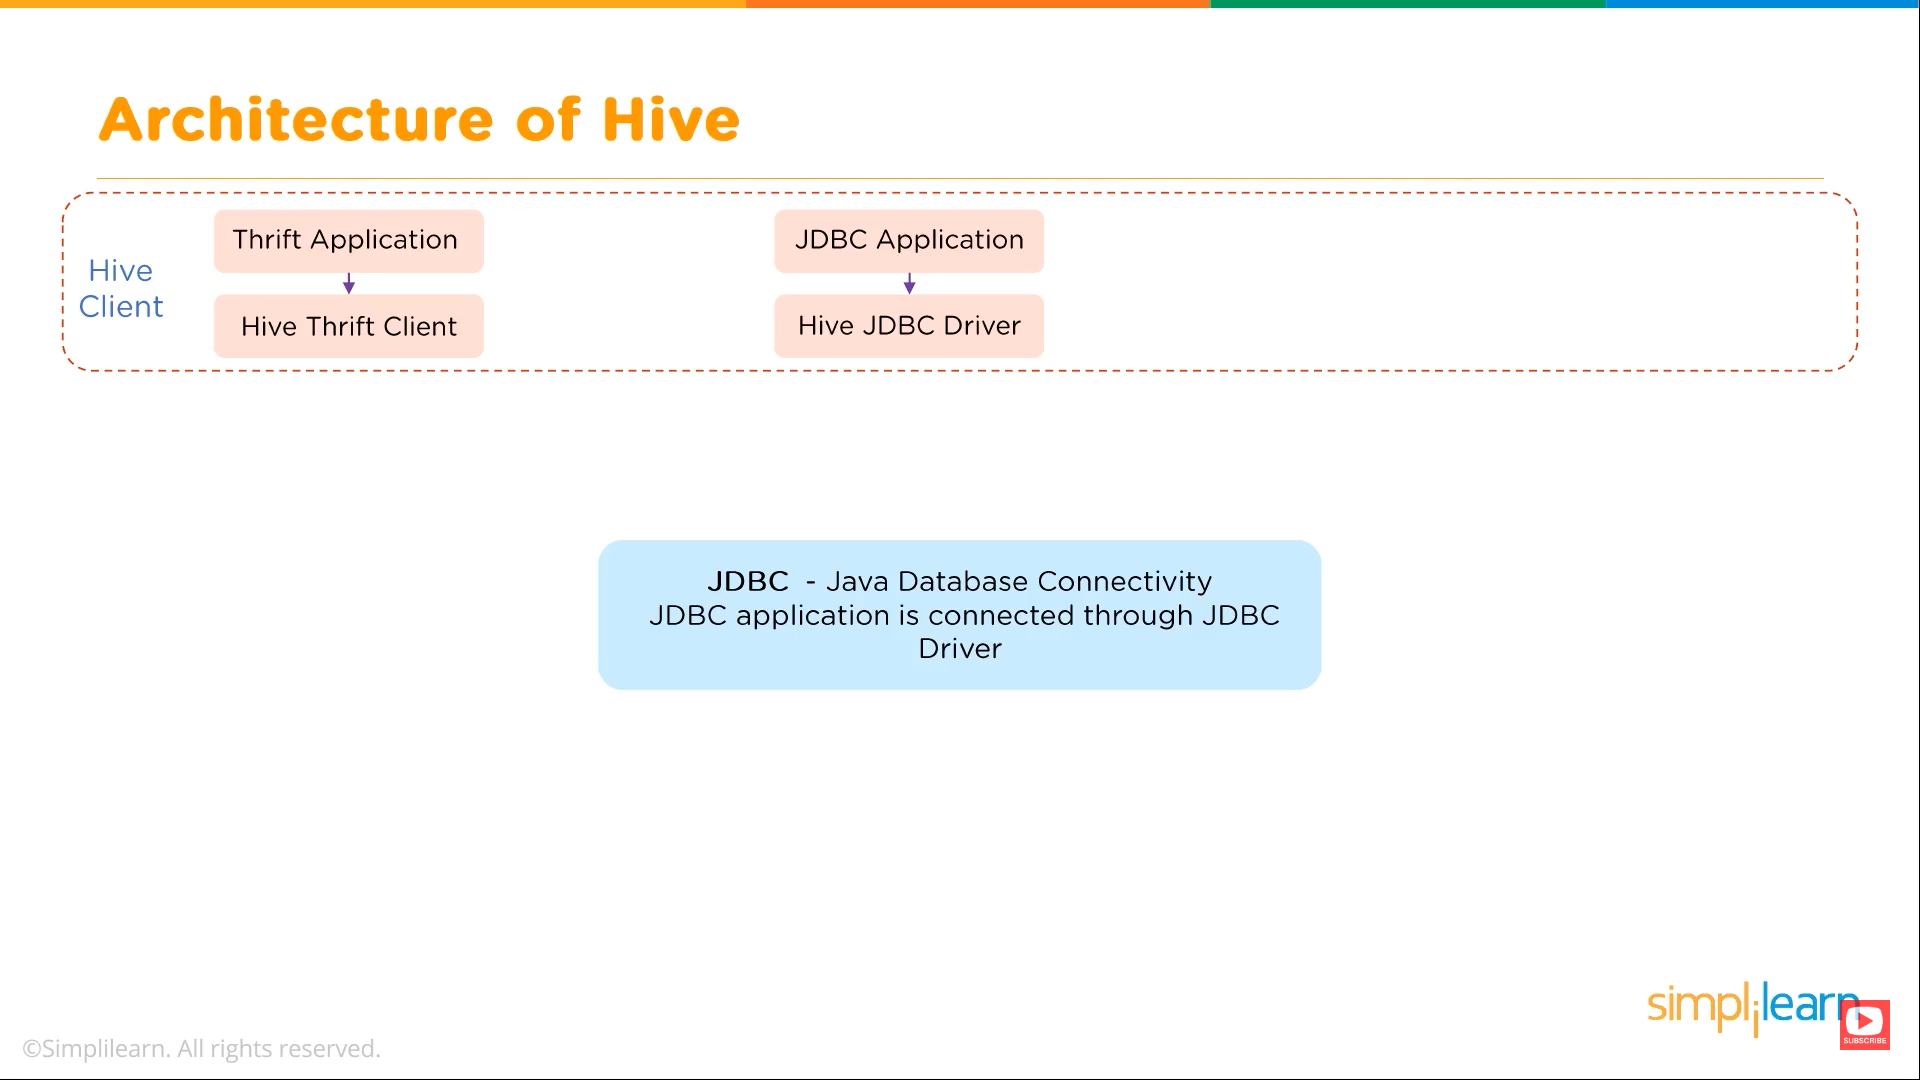 Architecture of Hive
Hive
Client
Thrift Application
Hive Thrift Client
JDBC Application
Hive JDBC Driver
JDBC - Java Database Connectivity
JDBC application is connected through JDBC
Driver
simplilearn
SUBSCRIBE
©Simplilearn. All rights reserved.